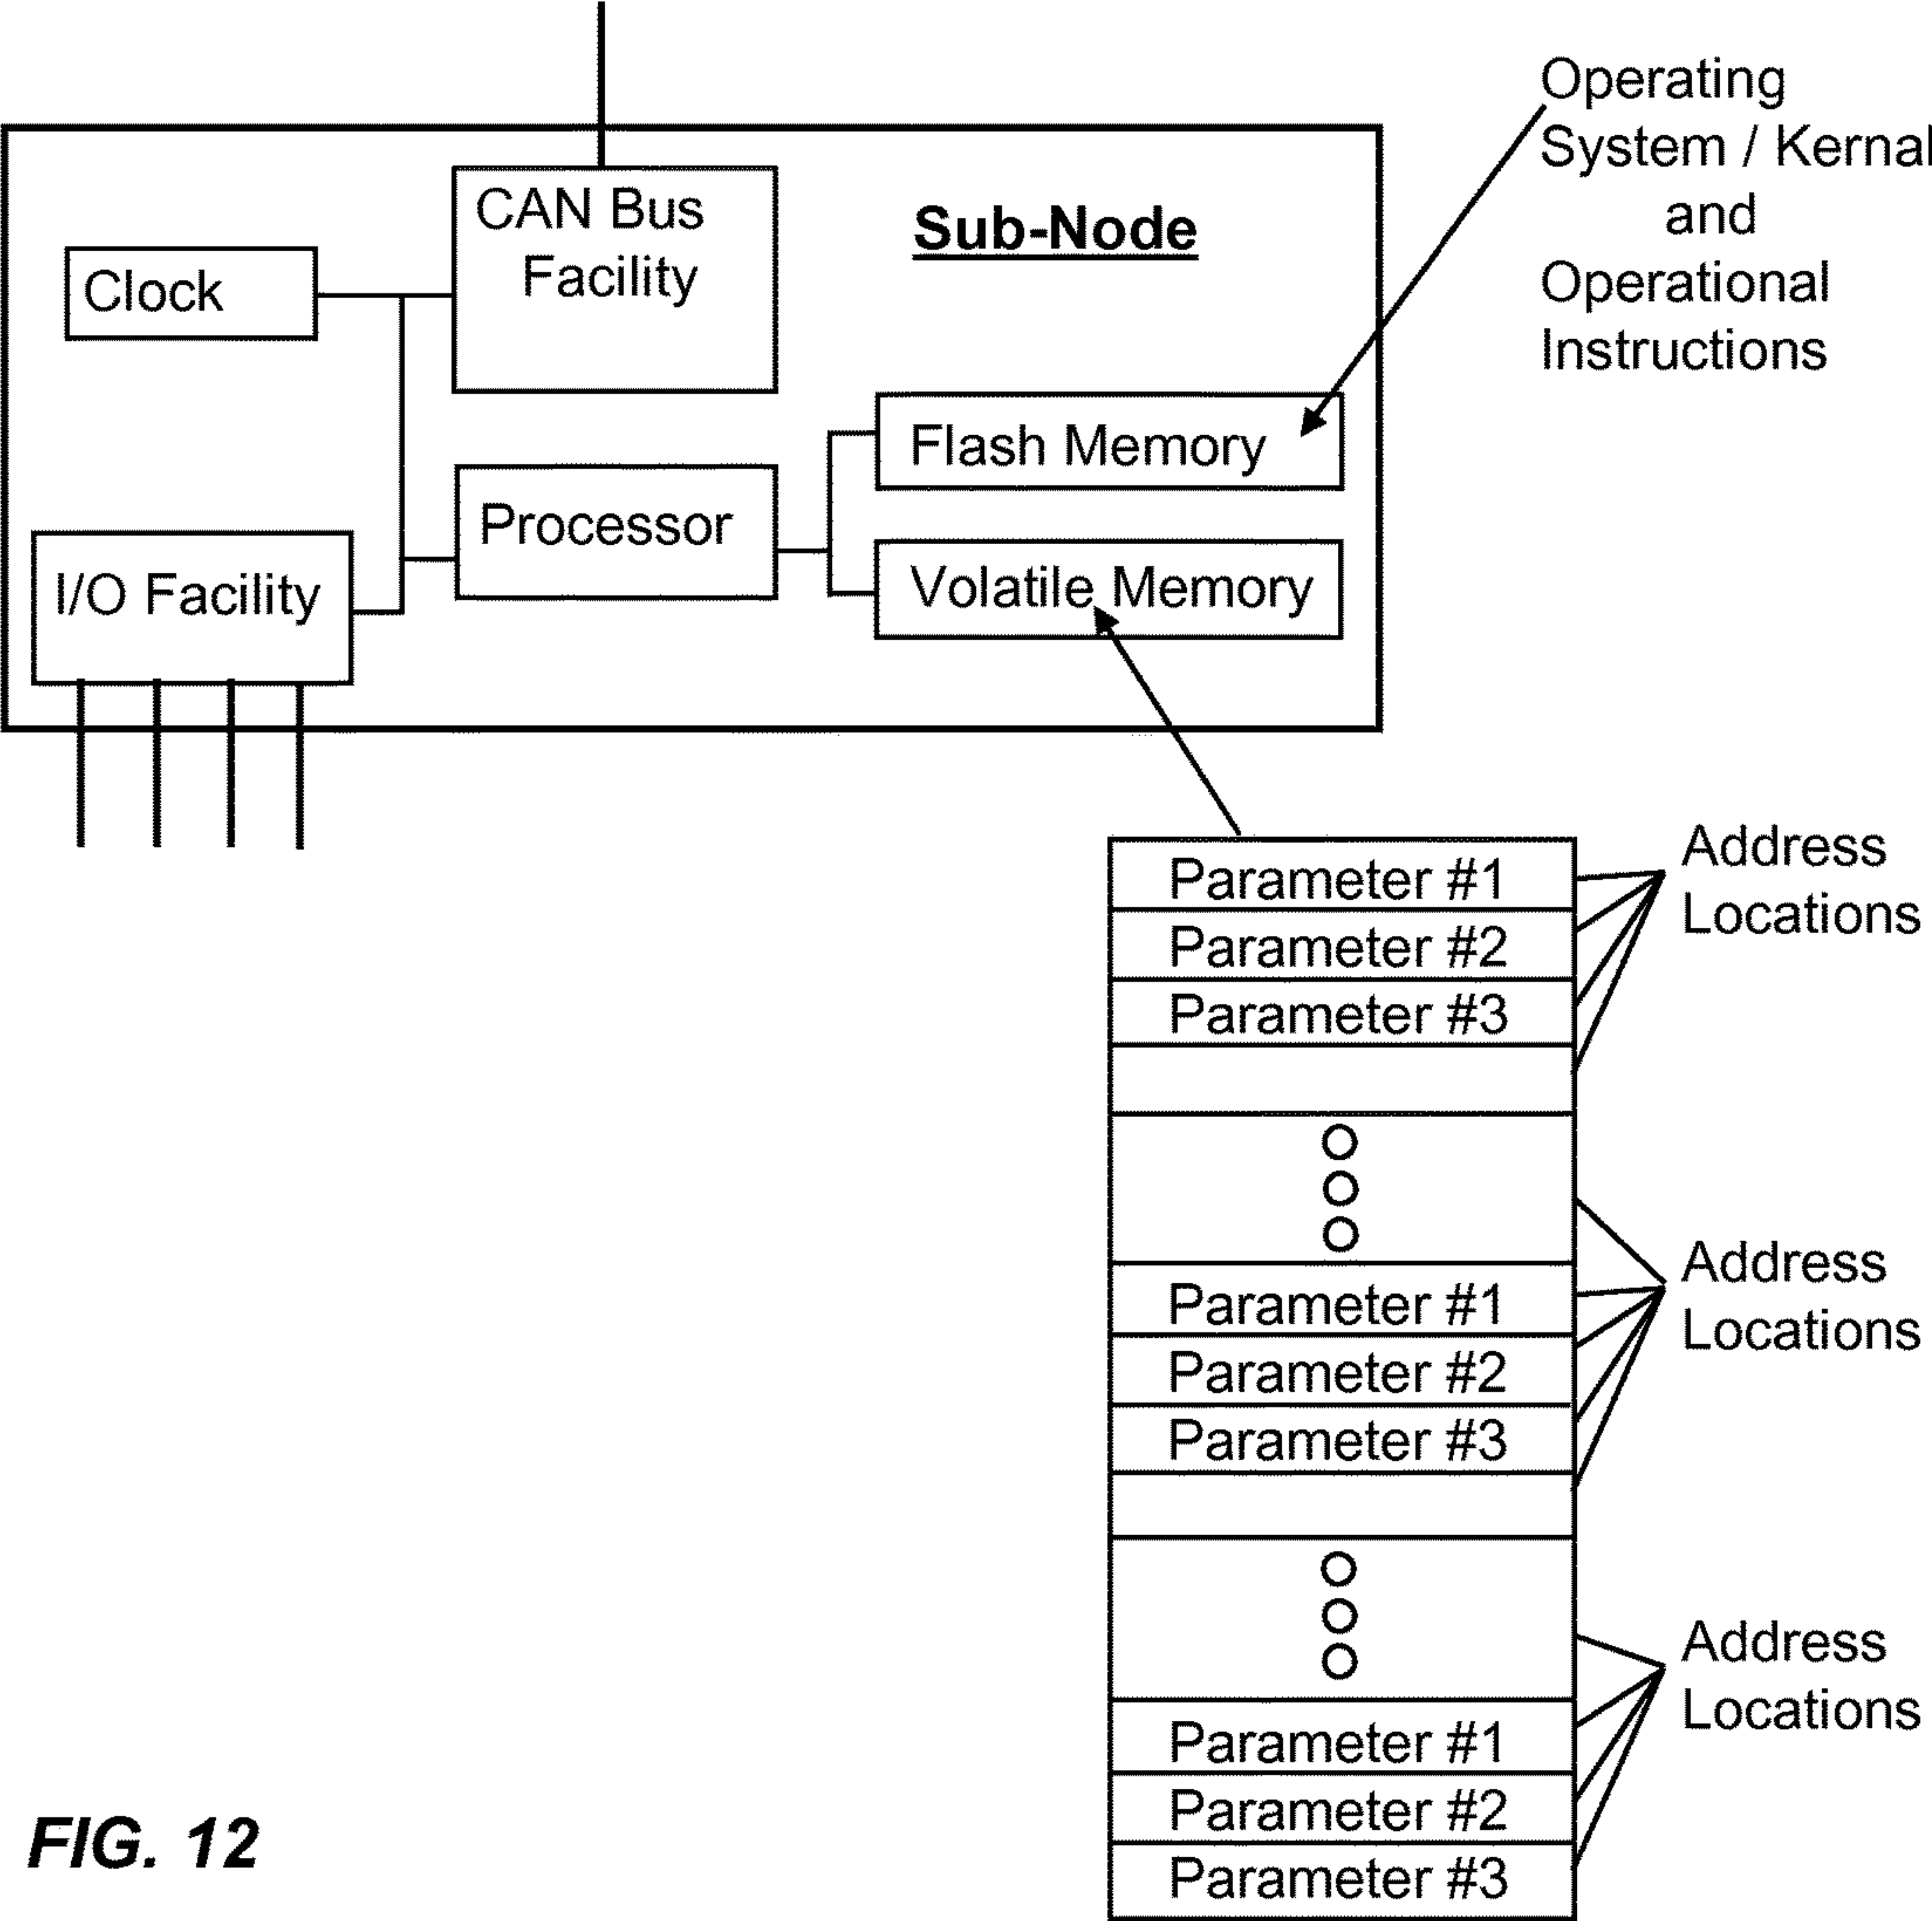 Operating
System / Kernal
and
Operational
Instructions
CAN Bus
Facility
Sub-Node
Clock
Flash Memory
Processor
Volatile Memory
I/O Facility
Parameter #1
Parameter #2
Parameter #3
Address
Locations
Parameter #1
Parameter #2
Parameter #3
Address
Locations
Parameter #1
Parameter #2
Parameter #3
Address
Locations
FIG. 12